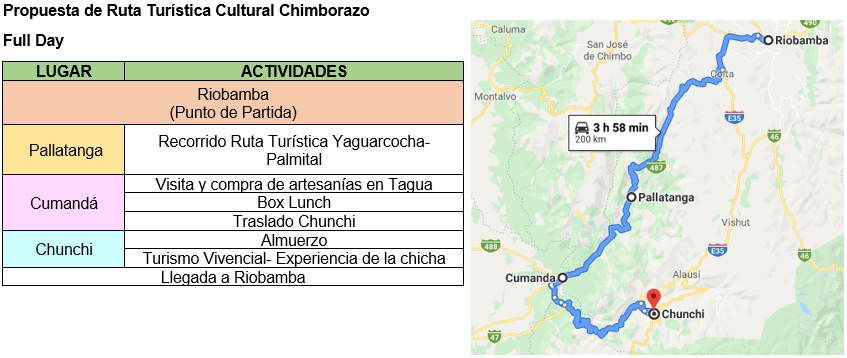 Propuesta de Ruta Turística Cultural Chimborazo
Full Day
LUGAR ACTIVIDADES
Riobamba
(Punto de Partida)
Pallatanga
Recorrido Ruta Turística Yaguarcocha-
Palmital
Cumandá
Visita y compra de artesanías en Tagua
Box Lunch
Traslado Chunchi
Chunchi
Almuerzo
Turismo Vivencial- Experiencia de la chicha
Llegada a Riobamba
Caluma
San José
de Chimbo
Riobamba
Montalvo
Colta
E35
46
3 h 58 min
200 km
487
Pallatanga
Vishut
488
E35
Cumanda
Alausí
46
Chunchi
47